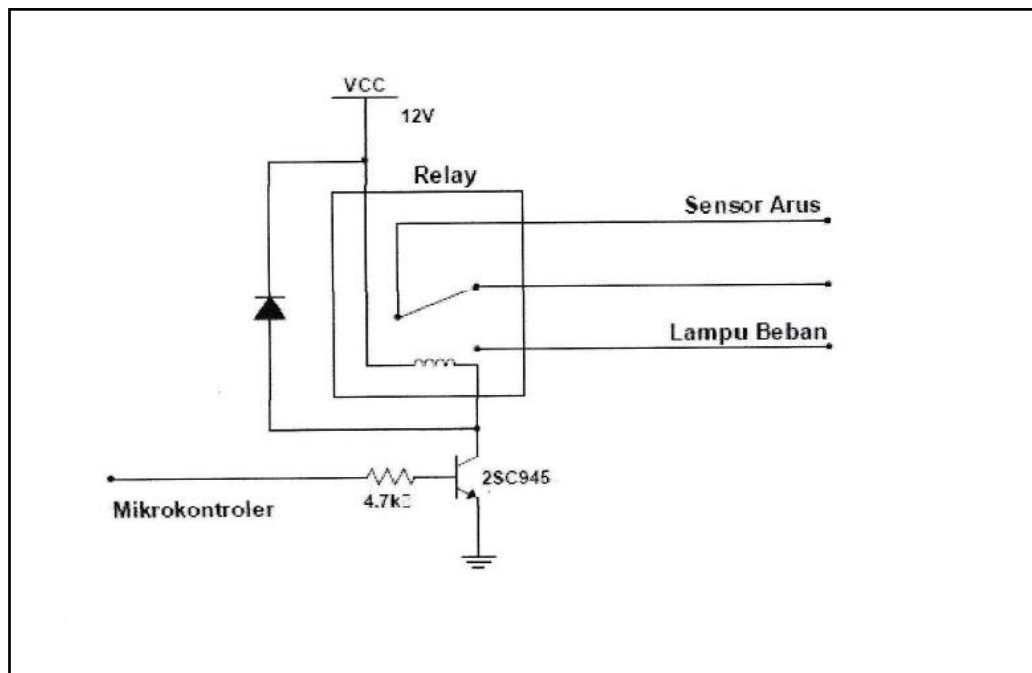 VCC
12V
Relay
Sensor Arus
Lampu Beban
2SC945
4.7k▯
Mikrokontroler